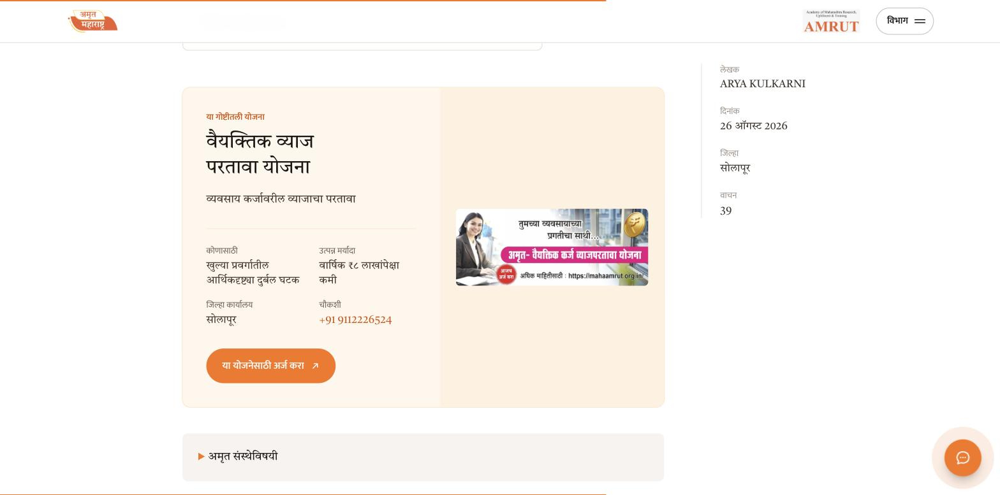 अमृत
महाराष्ट्र
Academy of Maharashtra Research,
Upliftment & Training
AMRUT
विभाग
या गोष्टीतली योजना
वैयक्तिक व्याज
परतावा योजना
व्यवसाय कर्जावरील व्याजाचा परतावा
कोणासाठी
खुल्या प्रवर्गातील
आर्थिकदृष्ट्या दुर्बल घटक
उत्पन्न मर्यादा
वार्षिक ₹८ लाखांपेक्षा
कमी
जिल्हा कार्यालय
सोलापूर
चौकशी
+91 9112226524
या योजनेसाठी अर्ज करा
तुमच्या व्यवसायाच्या
प्रगतीचा साथी...
अमृत- वैयक्तिक कर्ज व्याजपरतावा योजना
आजच
अर्ज करा
अधिक माहितीसाठी : https://mahaamrut.org.in/
अमृत संस्थेविषयी
लेखक
ARYA KULKARNI
दिनांक
26 ऑगस्ट 2026
जिल्हा
सोलापूर
वाचन
39